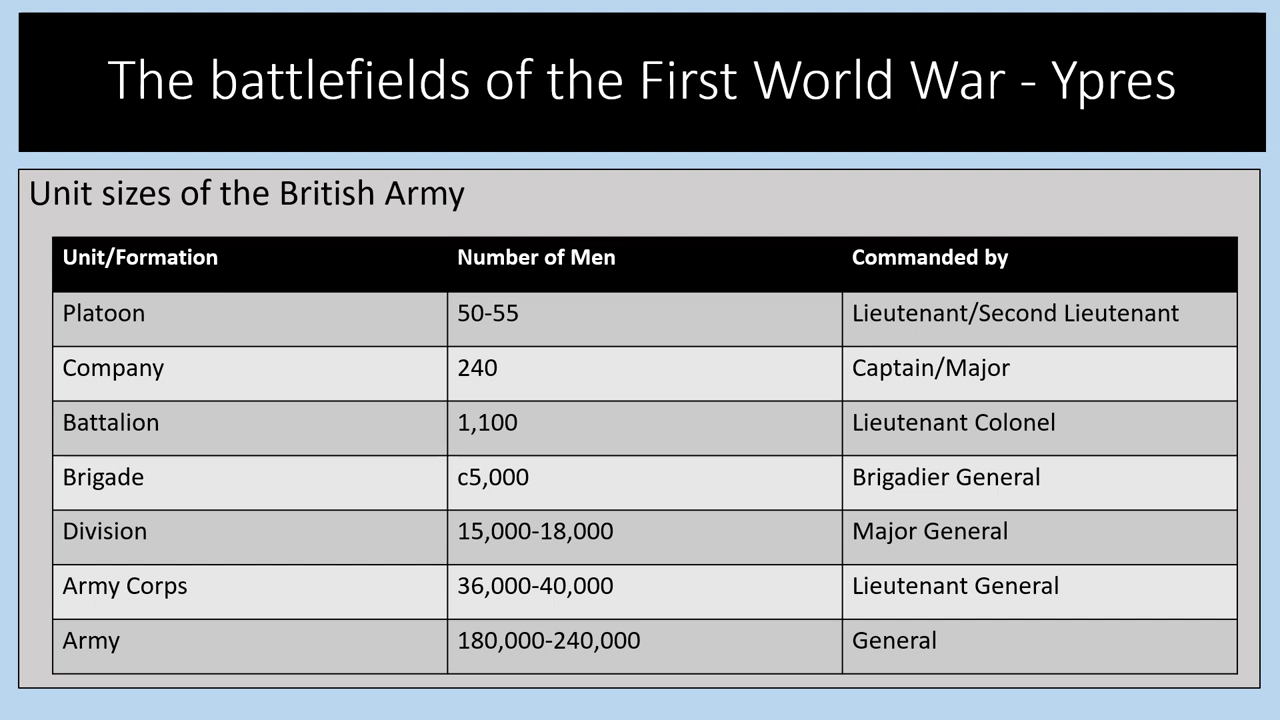 The battlefields of the First World War - Ypres
Unit sizes of the British Army
Unit/Formation Number of Men Commanded by
Platoon 50-55 Lieutenant/Second Lieutenant
Company 240 Captain/Major
Battalion 1,100 Lieutenant Colonel
Brigade c5,000 Brigadier General
Division 15,000-18,000 Major General
Army Corps 36,000-40,000 Lieutenant General
Army 180,000-240,000 General